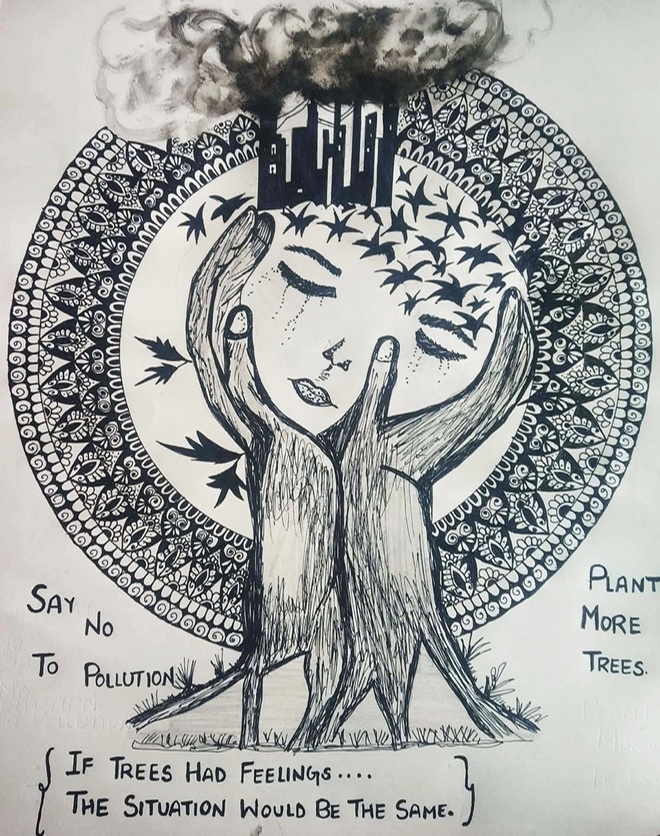 SAY
NO
TO POLLUTION
PLANT
MORE
TREES.
IF TREES HAD FEELINGS....
THE SITUATION WOULD BE THE SAME.